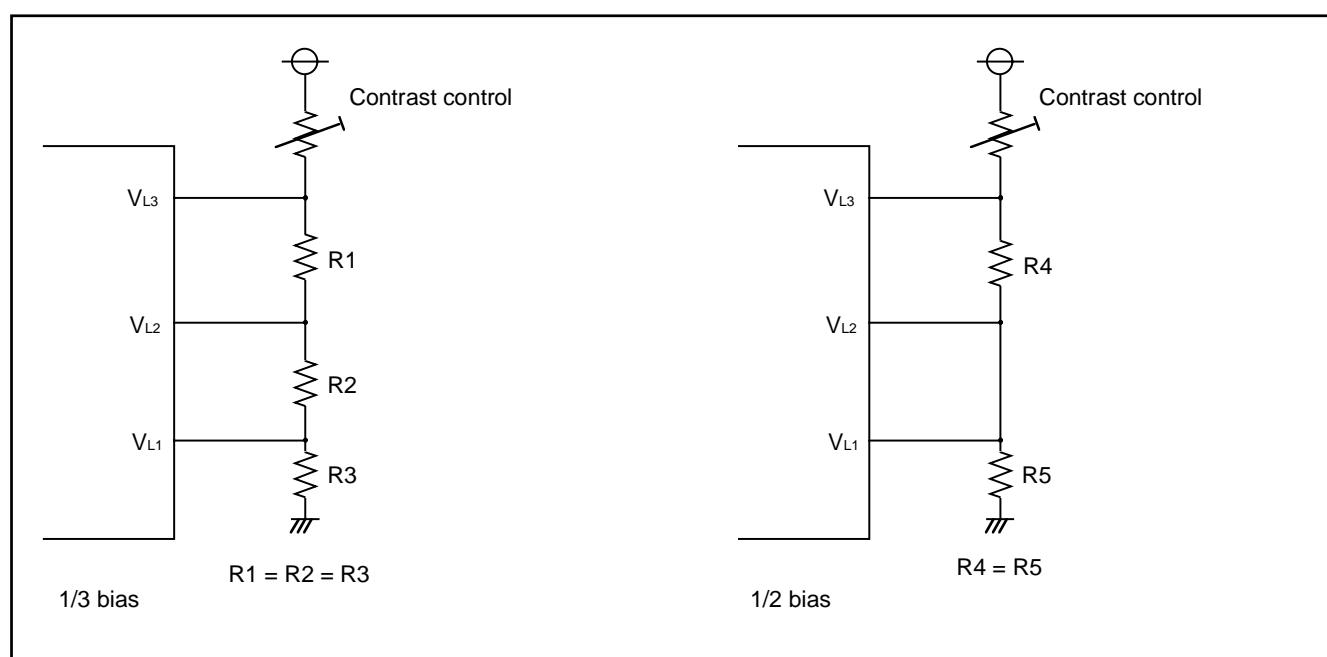 Contrast control
VL3
R1
VL2
R2
VL1
R3
R1 = R2 = R3
1/3 bias
Contrast control
VL3
R4
VL2
VL1
R5
R4 = R5
1/2 bias